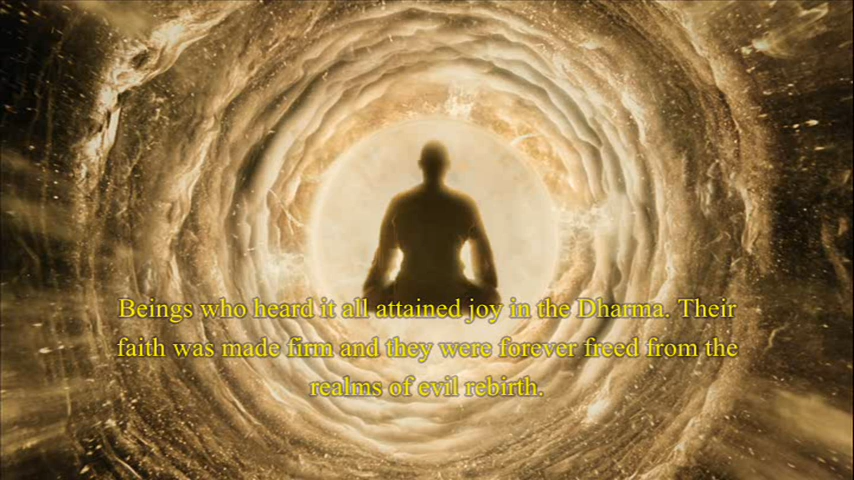 Beings who heard it all attained joy in the Dharma. Their
faith was made firm and they were forever freed from the
realms of evil rebirth.